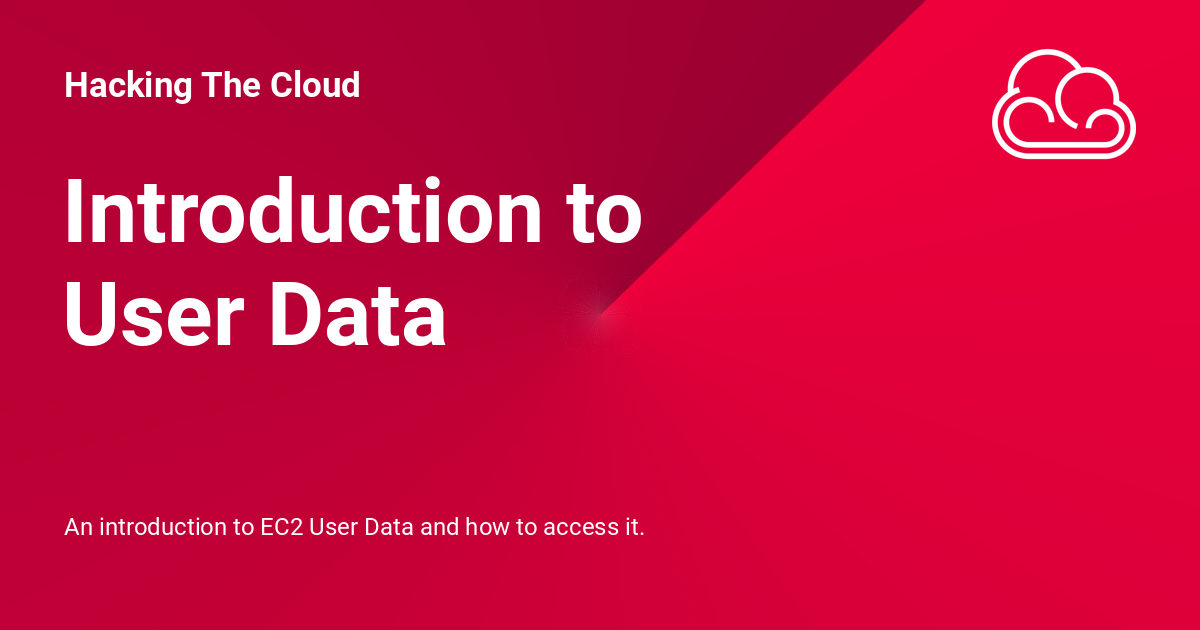 Hacking The Cloud
Introduction to
User Data
An introduction to EC2 User Data and how to access it.